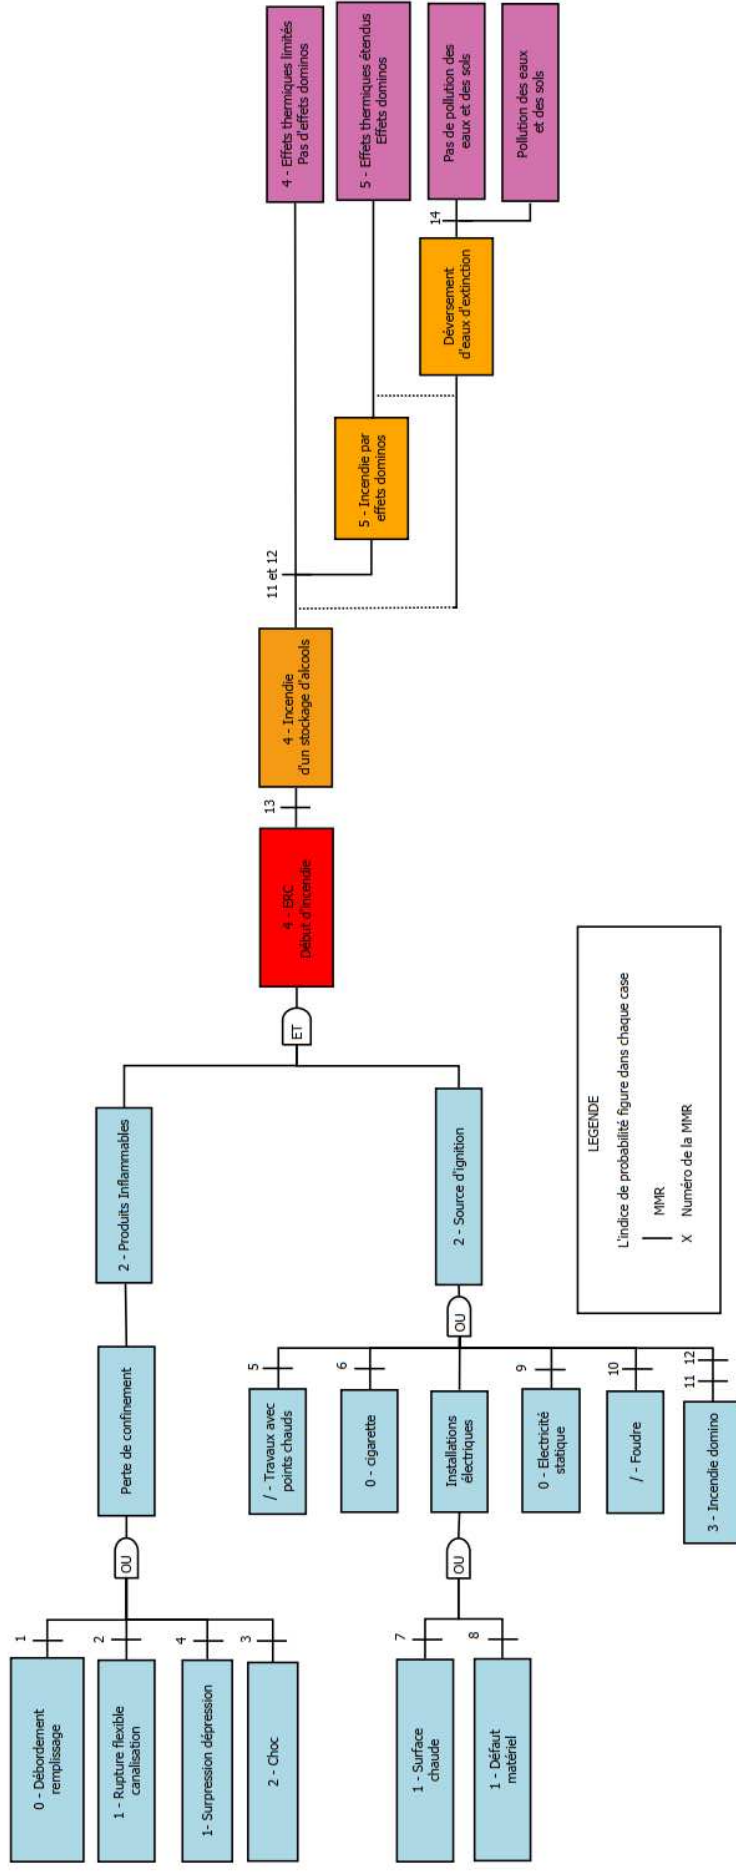 0 - Débordement
remplissage
1
1 - Rupture flexible
canalisation
2
1- Surpression dépression
4
2 - Choc
3
OU
Perte de confinement
2 - Produits Inflammables
1 - Surface
chaude
7
1 - Défaut
matériel
8
OU
/ - Travaux avec
points chauds
5
0 - cigarette
6
Installations
électriques
0 - Electricité
statique
9
/ - Foudre
10
3 - Incendie domino
11
12
OU
2 - Source d'ignition
ET
4 - ERC
Début d'incendie
13
4 - Incendie
d'un stockage d'alcools
11 et 12
5 - Incendie par
effets dominos
Déversement
d'eaux d'extinction
14
4 - Effets thermiques limités
Pas d'effets dominos
5 - Effets thermiques étendus
Effets dominos
Pas de pollution des
eaux et des sols
Pollution des eaux
et des sols
LEGENDE
L'indice de probabilité figure dans chaque case
MMR
X Numéro de la MMR